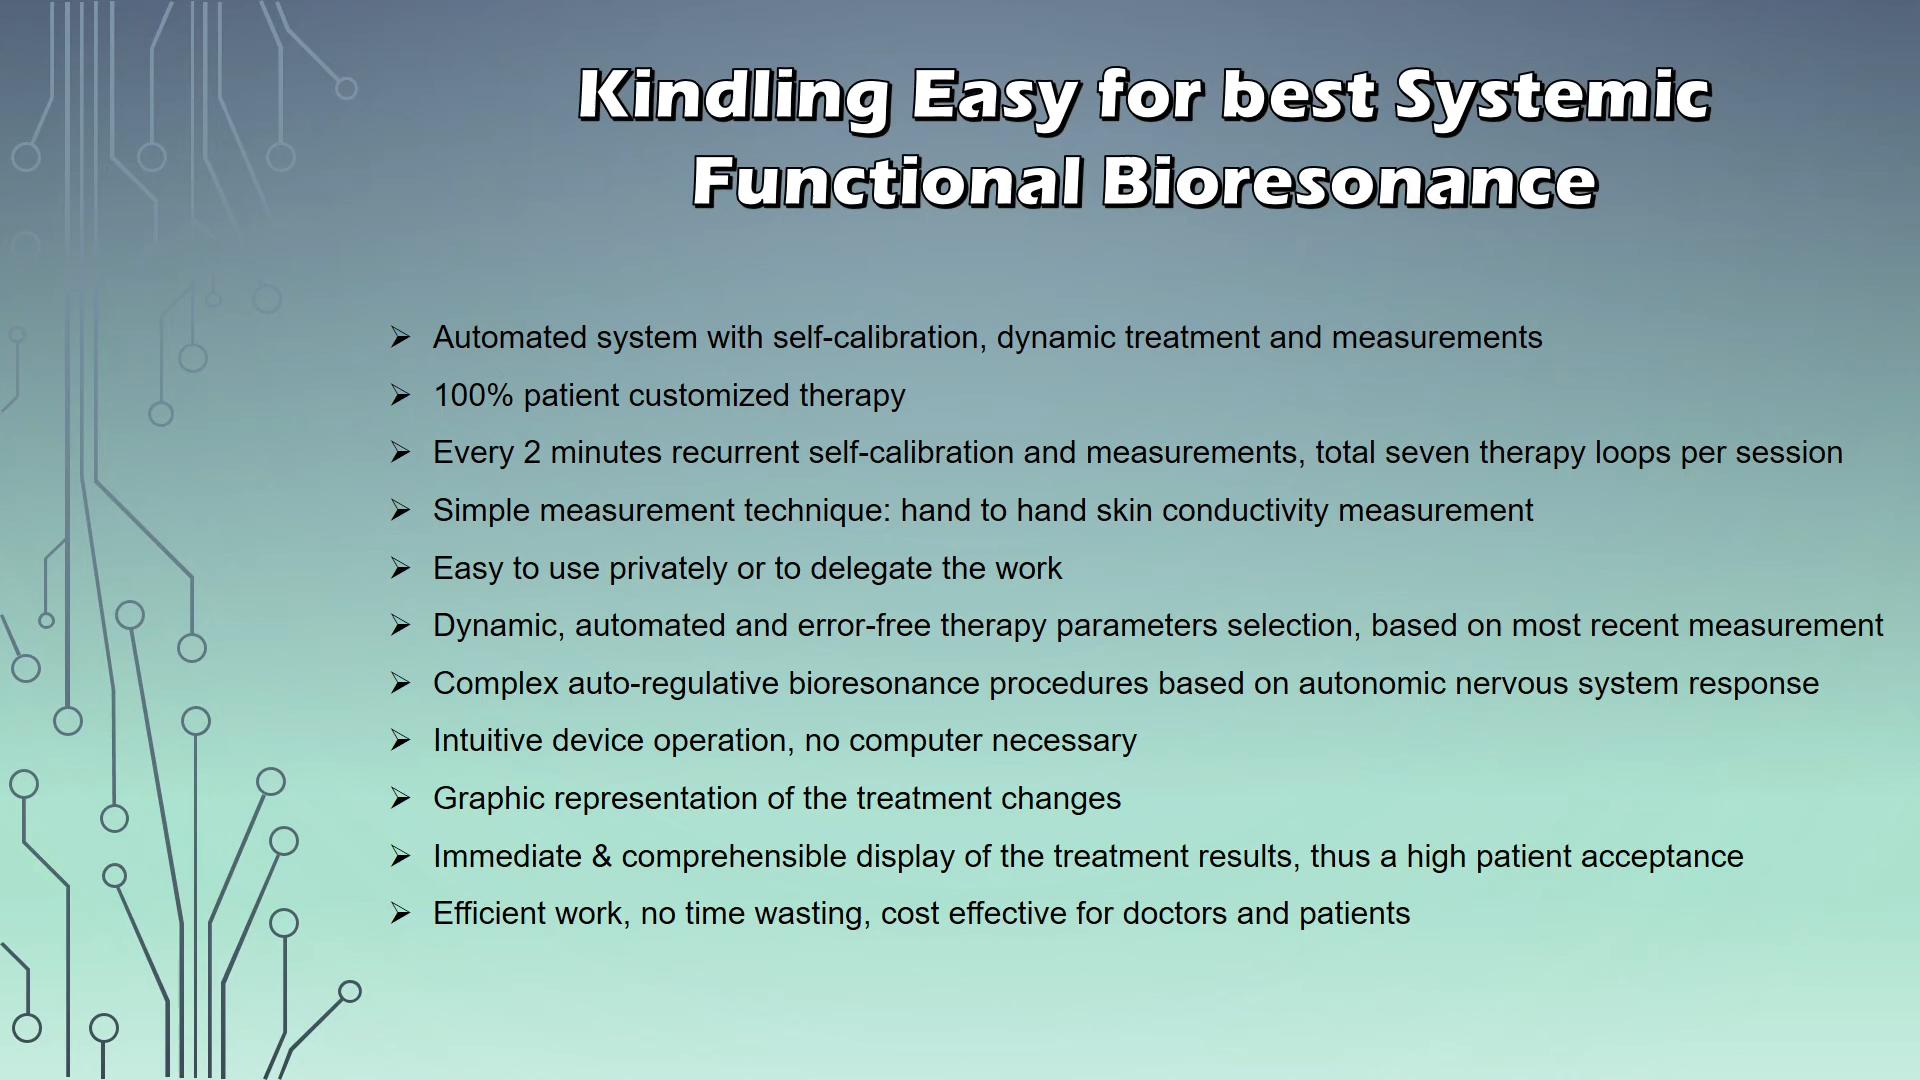 Kindling Easy for best Systemic
Functional Bioresonance
➢ Automated system with self-calibration, dynamic treatment and measurements
➢ 100% patient customized therapy
➢ Every 2 minutes recurrent self-calibration and measurements, total seven therapy loops per session
➢ Simple measurement technique: hand to hand skin conductivity measurement
➢ Easy to use privately or to delegate the work
➢ Dynamic, automated and error-free therapy parameters selection, based on most recent measurement
➢ Complex auto-regulative bioresonance procedures based on autonomic nervous system response
➢ Intuitive device operation, no computer necessary
➢ Graphic representation of the treatment changes
➢ Immediate & comprehensible display of the treatment results, thus a high patient acceptance
➢ Efficient work, no time wasting, cost effective for doctors and patients